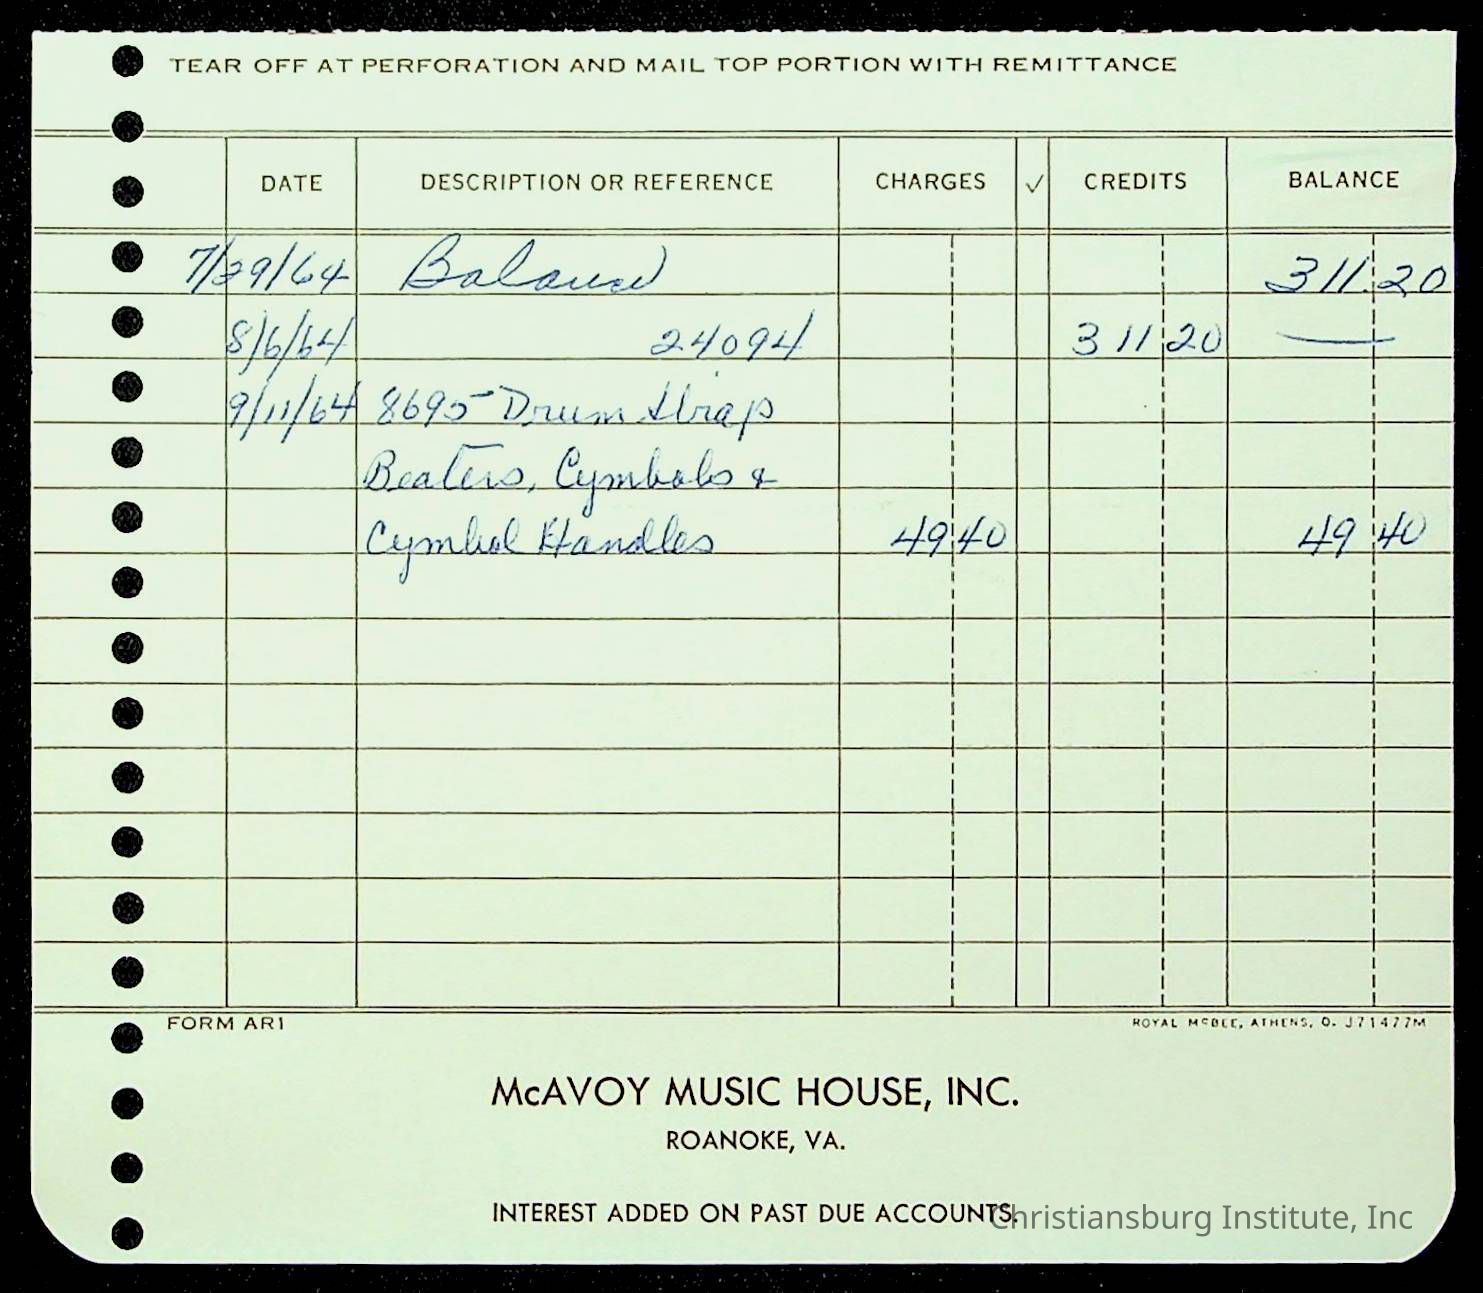 TEAR OFF AT PERFORATION AND MAIL TOP PORTION WITH REMITTANCE
DATE DESCRIPTION OR REFERENCE CHARGES ✓ CREDITS BALANCE
7/29/64 Balance 311.20
8/6/64 24094 311 20 —
9/11/64 8695 Drum Strap
Beaters, Cymbals &
Cymbal Handles 49 40 49 40
FORM AR1 ROYAL MCBEE, ATHENS, O. J71477M
McAVOY MUSIC HOUSE, INC.
ROANOKE, VA.
INTEREST ADDED ON PAST DUE ACCOUNTS.
Christiansburg Institute, Inc